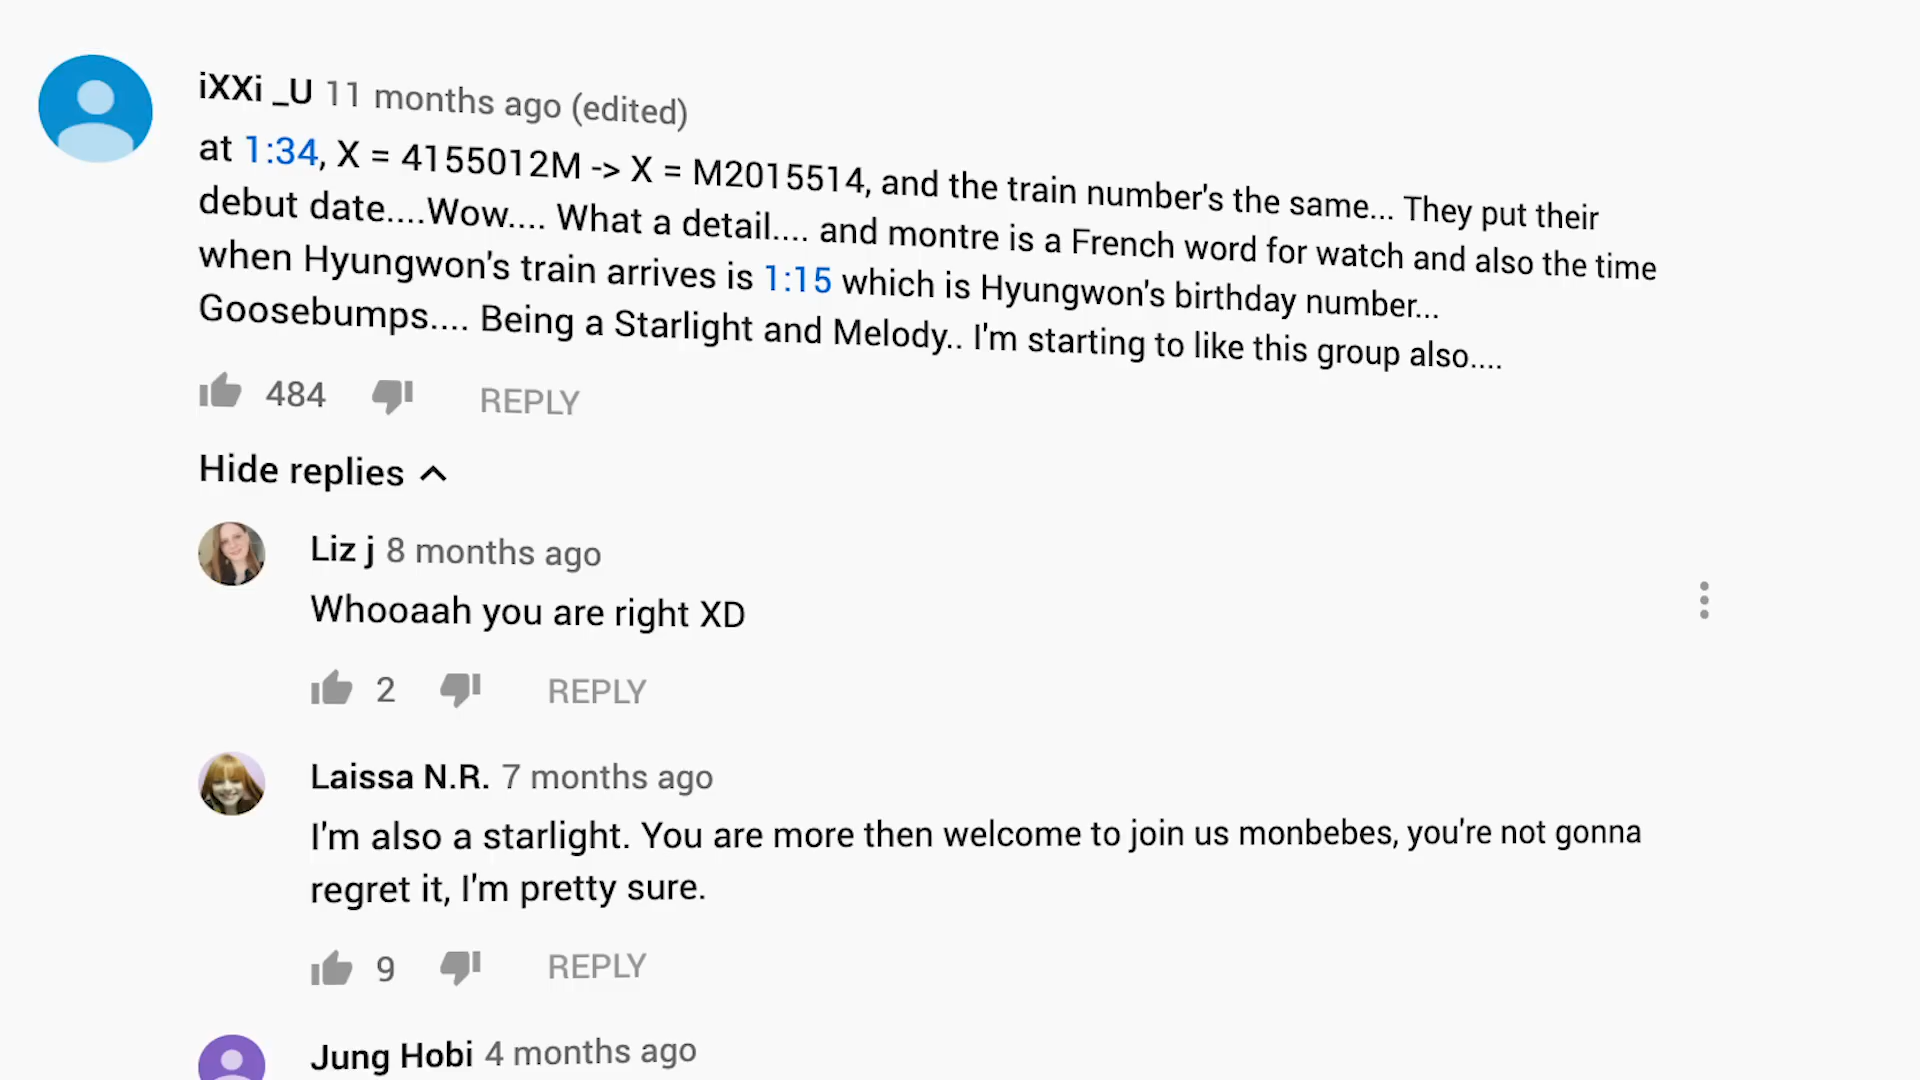 iXXi _U 11 months ago (edited)
at 1:34, X = 4155012M -> X = M2015514, and the train number's the same... They put their
debut date....Wow.... What a detail.... and montre is a French word for watch and also the time
when Hyungwon's train arrives is 1:15 which is Hyungwon's birthday number...
Goosebumps.... Being a Starlight and Melody.. I'm starting to like this group also....
484 REPLY
Hide replies
Liz j 8 months ago
Whooaah you are right XD
2 REPLY
Laissa N.R. 7 months ago
I'm also a starlight. You are more then welcome to join us monbebes, you're not gonna
regret it, I'm pretty sure.
9 REPLY
Jung Hobi 4 months ago